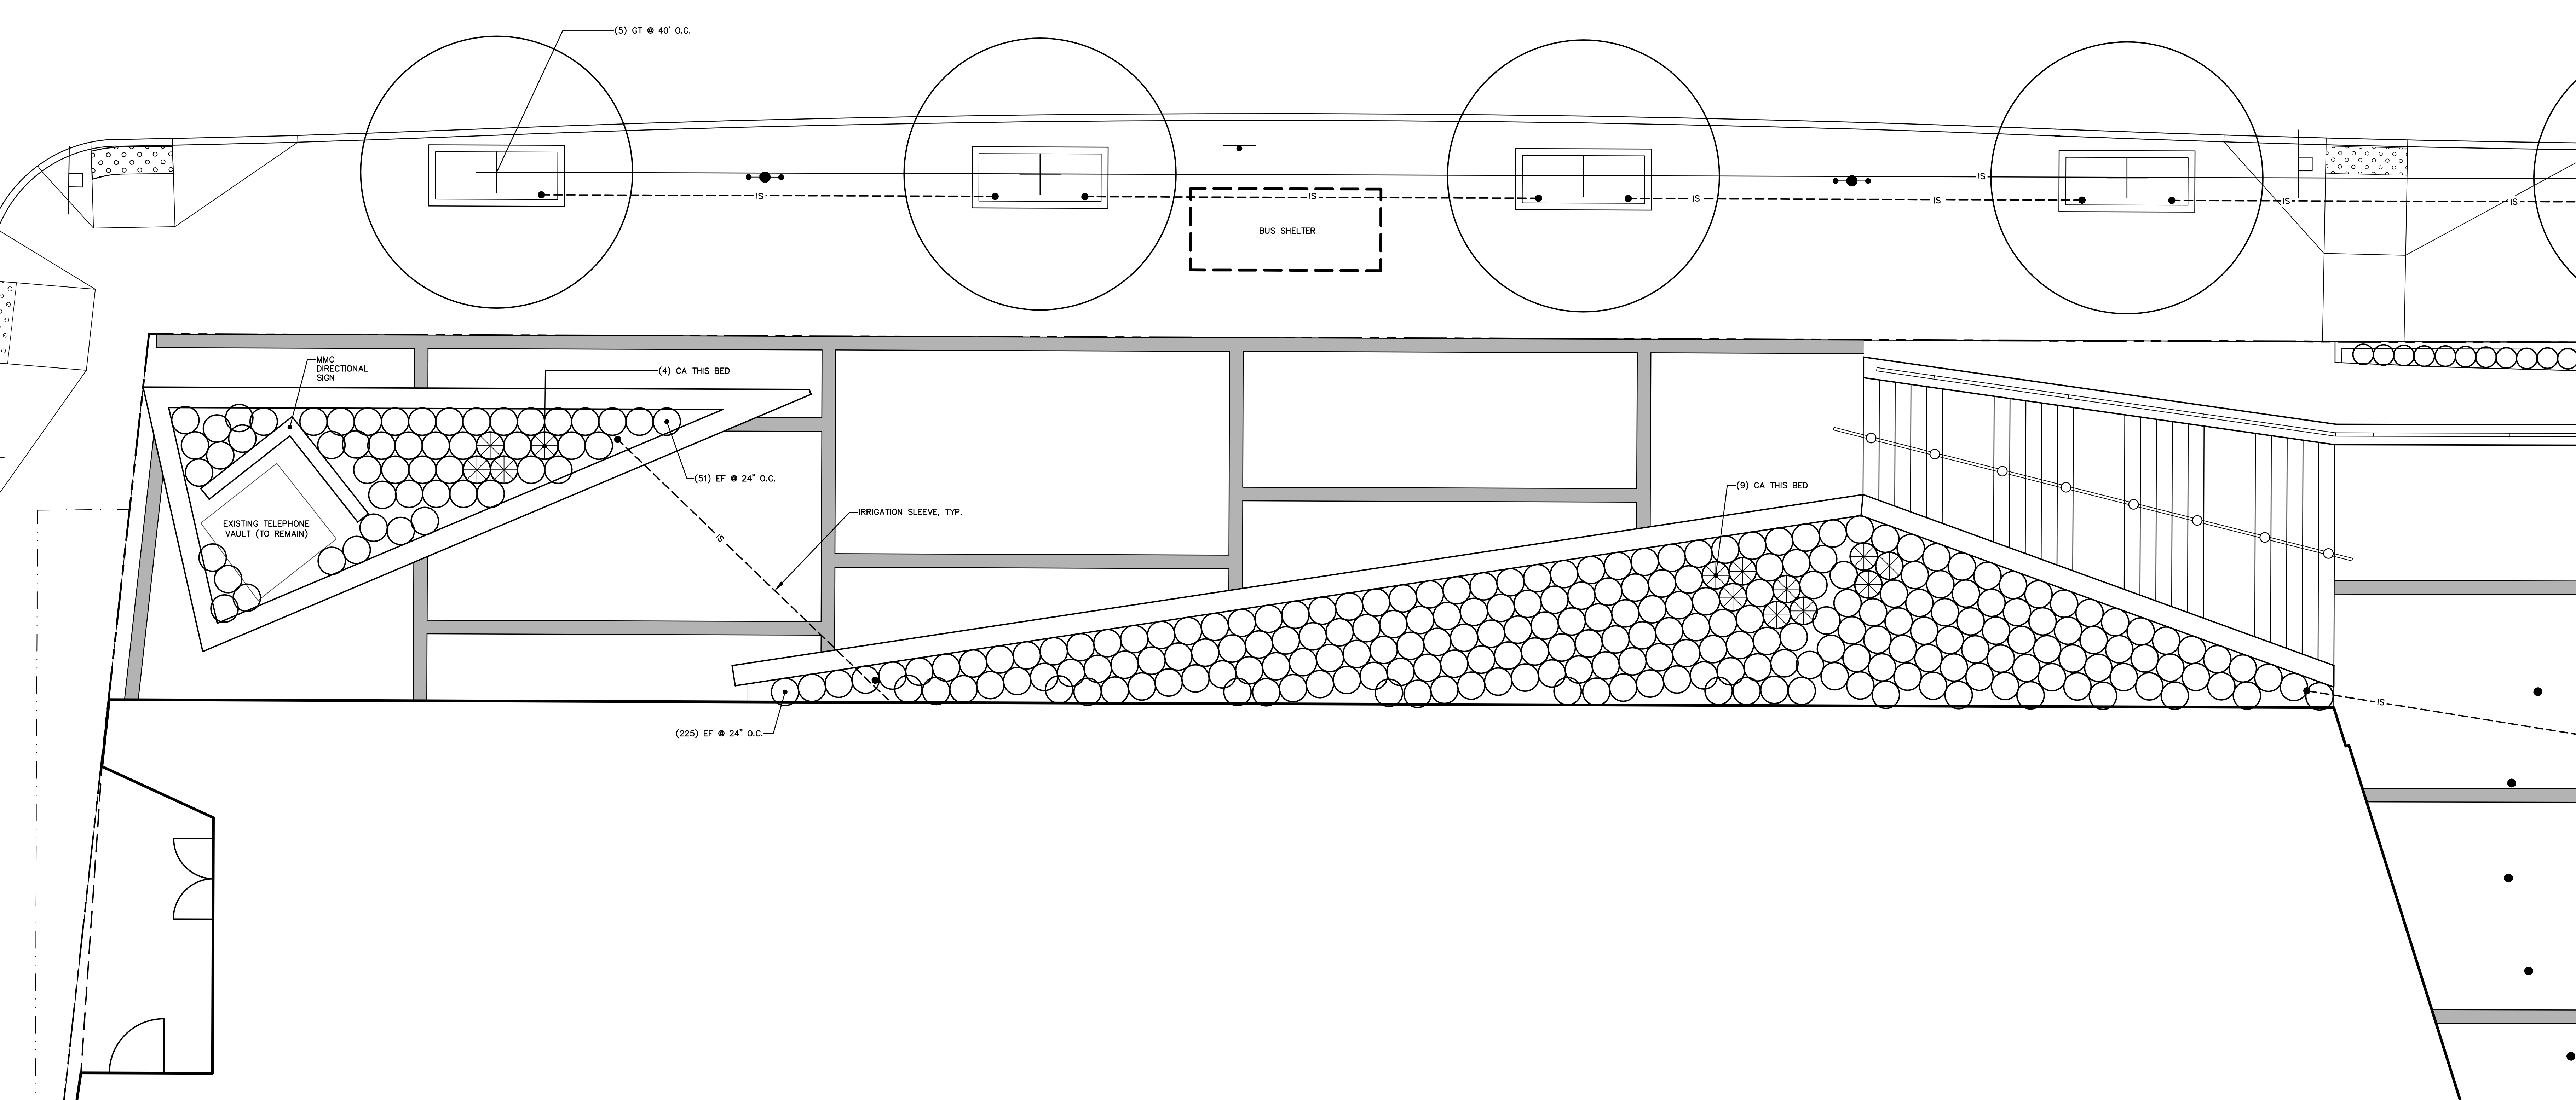 (5) GT @ 40' O.C.
IS
IS
IS
IS
IS
IS
IS
BUS SHELTER
MMC
DIRECTIONAL
SIGN
(4) CA THIS BED
(51) EF @ 24" O.C.
(9) CA THIS BED
IRRIGATION SLEEVE, TYP.
EXISTING TELEPHONE
VAULT (TO REMAIN)
IS
IS
(225) EF @ 24" O.C.